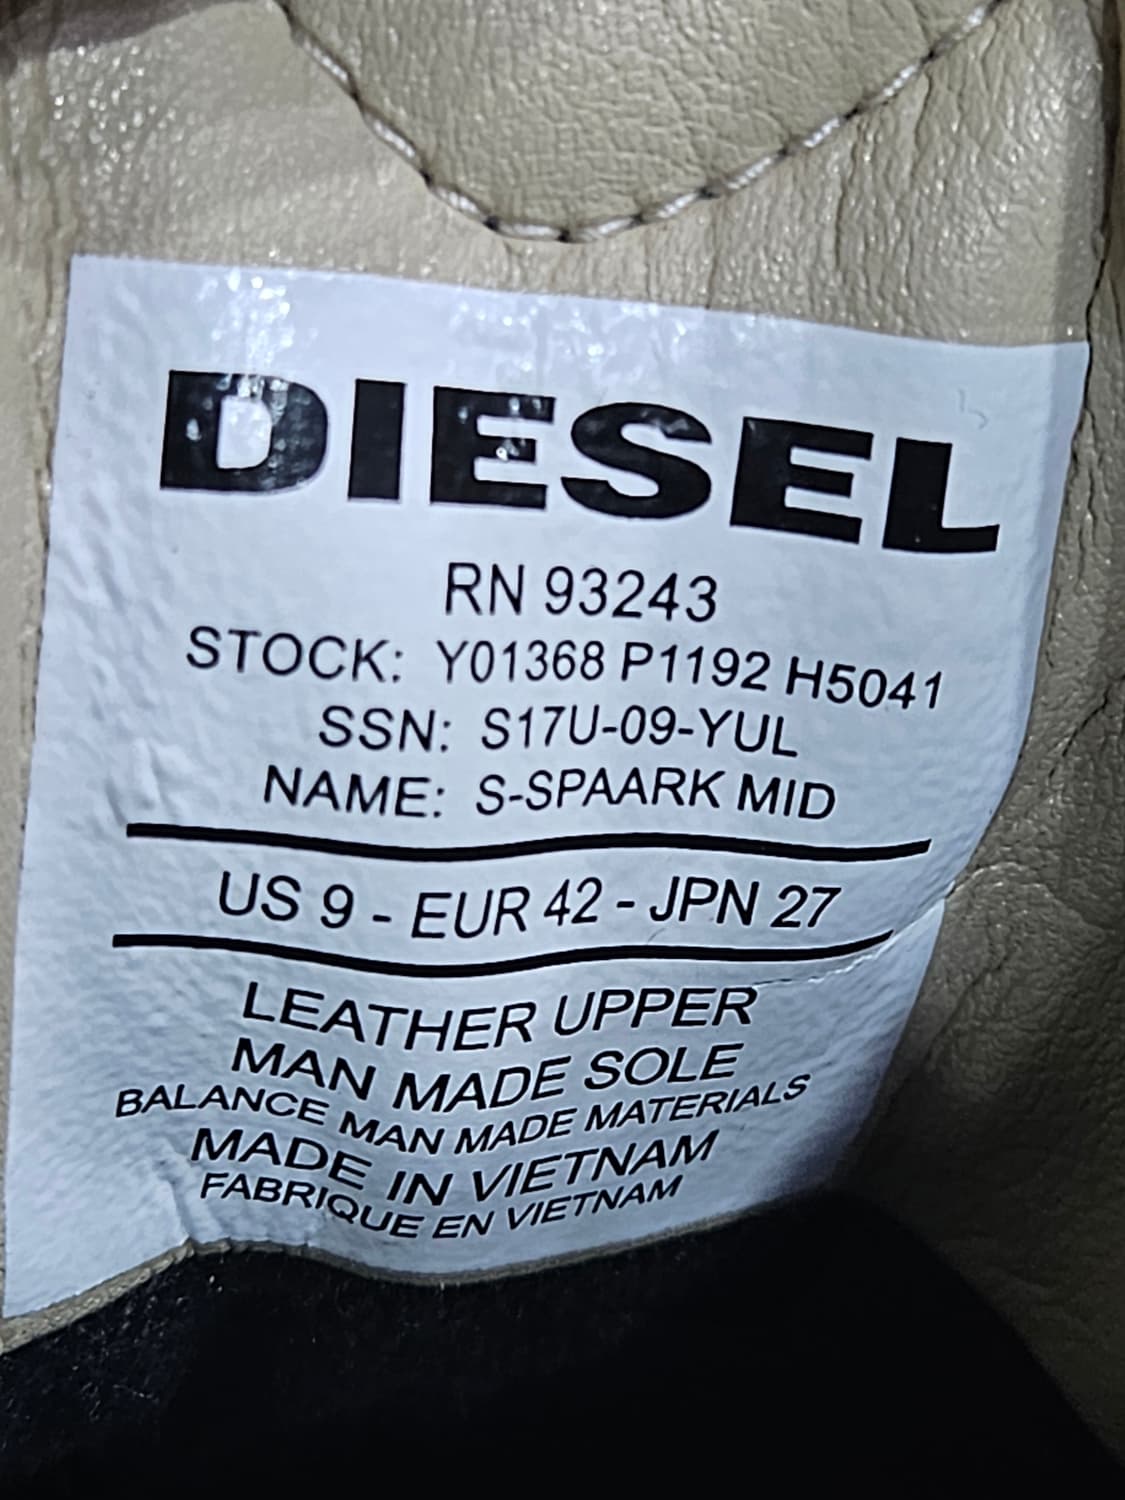 DIESEL
RN 93243
STOCK: Y01368 P1192 H5041
SSN: S17U-09-YUL
NAME: S-SPAARK MID
US 9 - EUR 42 - JPN 27
LEATHER UPPER
MAN MADE SOLE
BALANCE MAN MADE MATERIALS
MADE IN VIETNAM
FABRIQUE EN VIETNAM